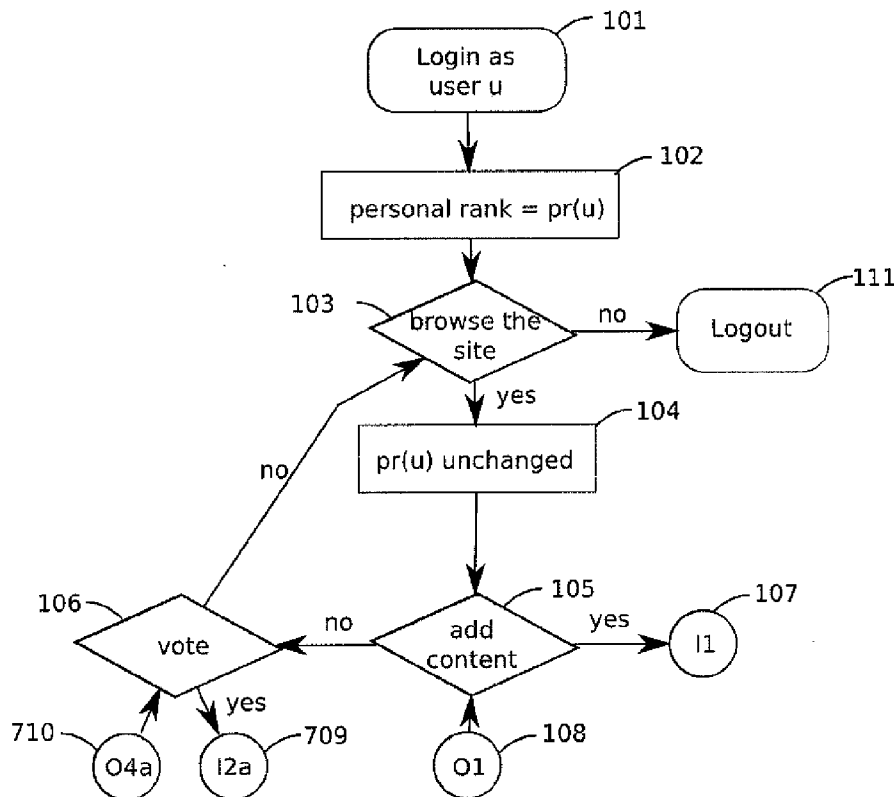 101
Login as
user u
102
personal rank = pr(u)
103
111
browse the
site
no
Logout
yes
104
pr(u) unchanged
no
106
105
107
vote
no
add
content
yes
I1
yes
710
O4a
I2a
709
O1
108